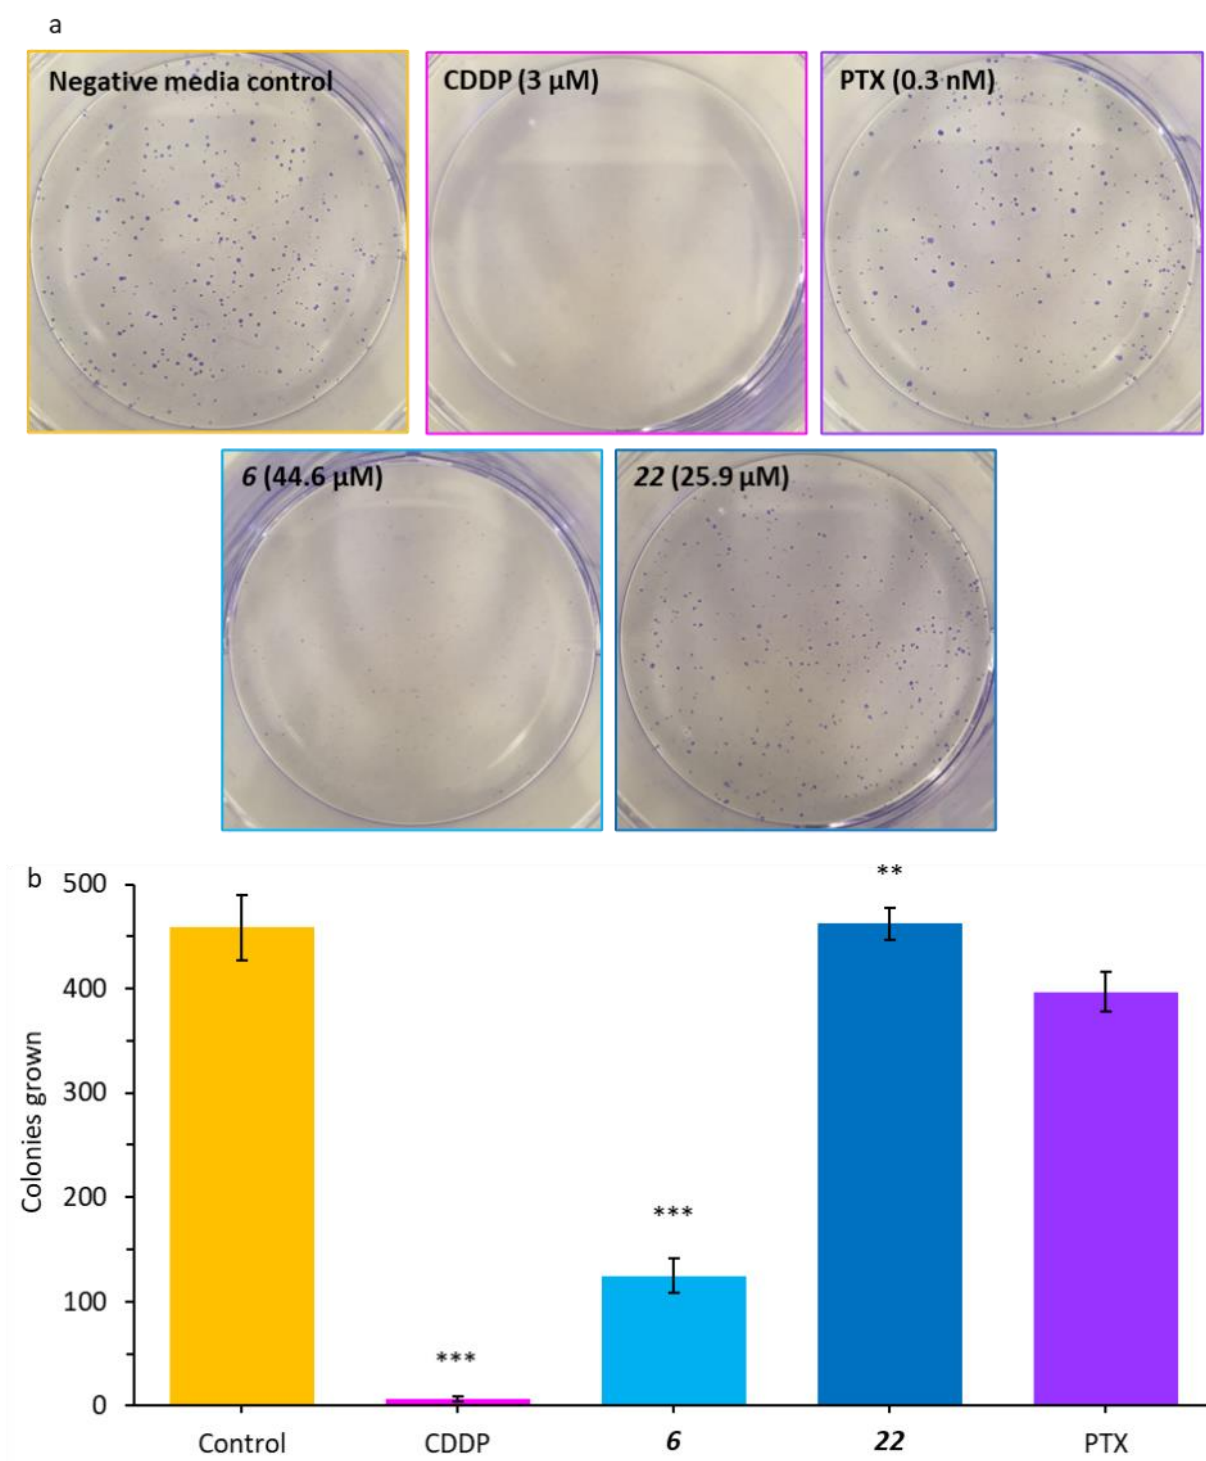 a
Negative media control
CDDP (3 µM)
PTX (0.3 nM)
6 (44.6 µM)
22 (25.9 µM)
b
500
400
300
200
100
0
Colonies grown
***
***
**
Control
CDDP
6
22
PTX